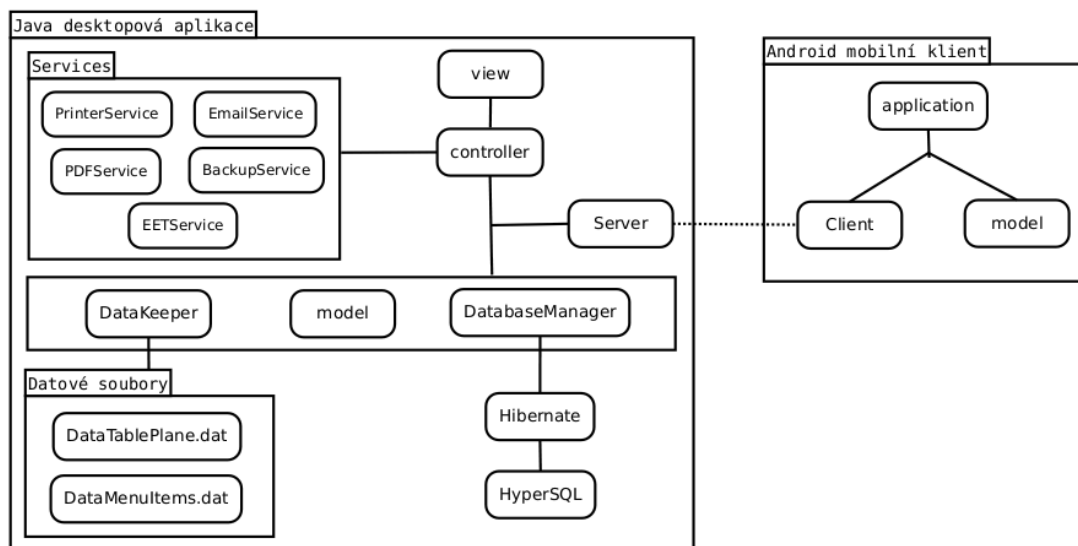 Java desktopová aplikace
Services
PrinterService
EmailService
PDFService
BackupService
EETService
view
controller
Server
DataKeeper
model
DatabaseManager
Datové soubory
DataTablePlane.dat
DataMenuItems.dat
Hibernate
HyperSQL
Android mobilní klient
application
Client
model